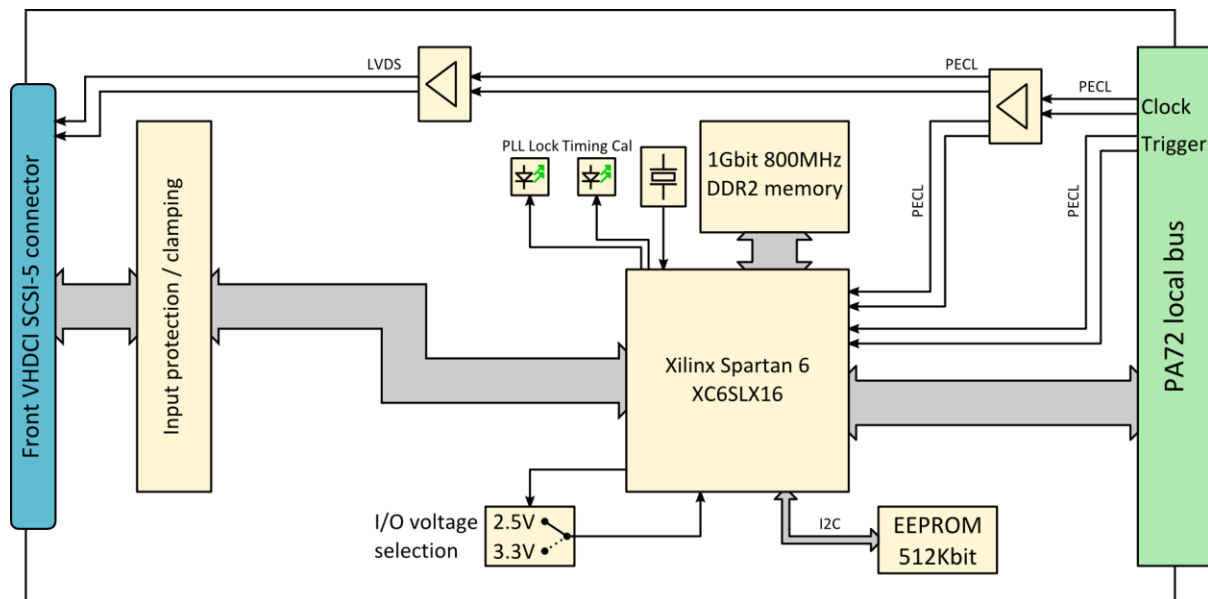 LVDS
PECL
PECL
Clock
Trigger
PLL Lock
Timing Cal
1Gbit 800MHz
DDR2 memory
PECL
PECL
Front VHDCI SCSI-5 connector
Input protection / clamping
PA72 local bus
Xilinx Spartan 6
XC6SLX16
I/O voltage
selection
2.5V
3.3V
I2C
EEPROM
512Kbit